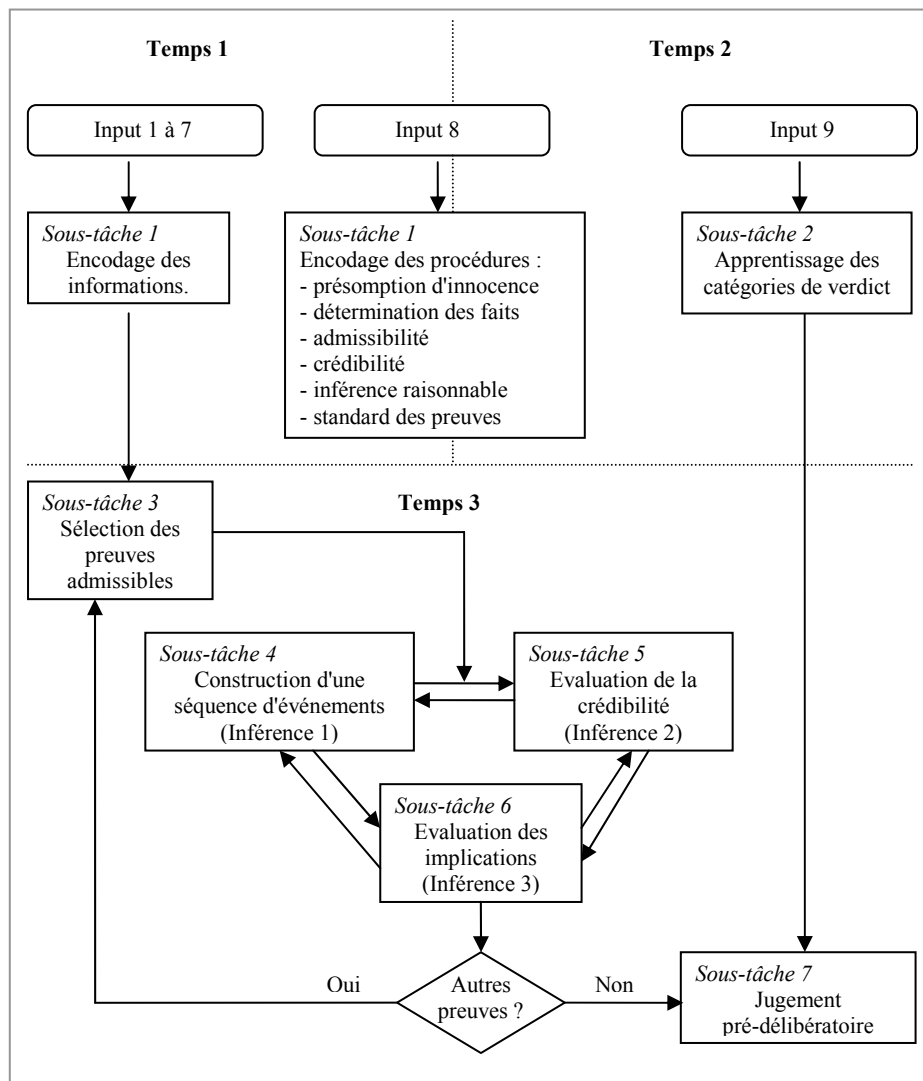 Temps 1
Temps 2
Input 1 à 7
Input 8
Input 9
Sous-tâche 1
Encodage des
informations.
Sous-tâche 1
Encodage des procédures :
- présomption d'innocence
- détermination des faits
- admissibilité
- crédibilité
- inférence raisonnable
- standard des preuves
Sous-tâche 2
Apprentissage des
catégories de verdict
Temps 3
Sous-tâche 3
Sélection des
preuves
admissibles
Sous-tâche 4
Construction d'une
séquence d'événements
(Inférence 1)
Sous-tâche 5
Evaluation de la
crédibilité
(Inférence 2)
Sous-tâche 6
Evaluation des
implications
(Inférence 3)
Oui
Autres
preuves ?
Non
Sous-tâche 7
Jugement
pré-délibératoire